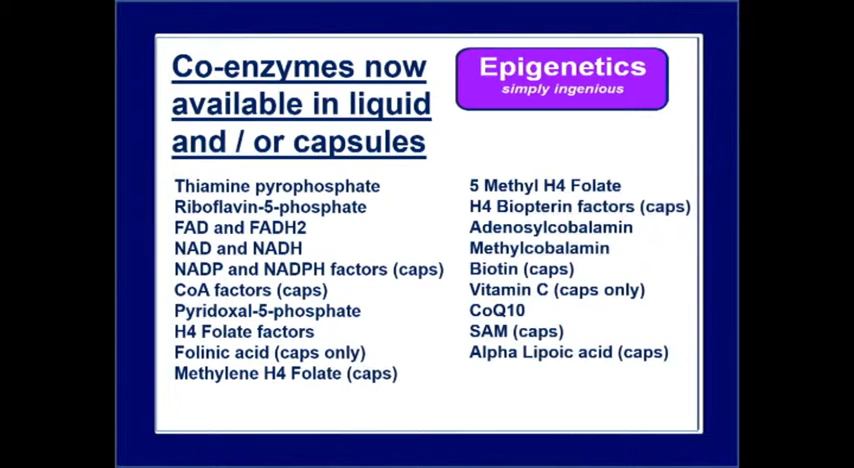 Co-enzymes now
available in liquid
and / or capsules
Epigenetics
simply ingenious
Thiamine pyrophosphate
Riboflavin-5-phosphate
FAD and FADH2
NAD and NADH
NADP and NADPH factors (caps)
CoA factors (caps)
Pyridoxal-5-phosphate
H4 Folate factors
Folinic acid (caps only)
Methylene H4 Folate (caps)
5 Methyl H4 Folate
H4 Biopterin factors (caps)
Adenosylcobalamin
Methylcobalamin
Biotin (caps)
Vitamin C (caps only)
CoQ10
SAM (caps)
Alpha Lipoic acid (caps)